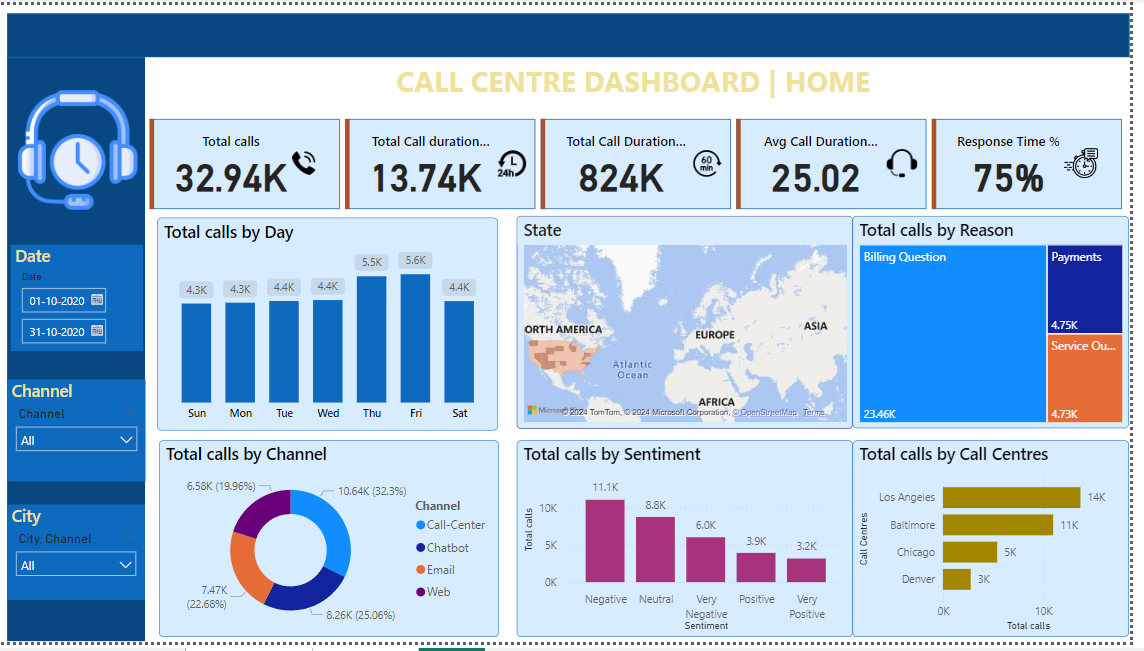 CALL CENTRE DASHBOARD | HOME
Total calls
32.94K
Total Call duration...
13.74K
24h
Total Call Duration...
824K
60
min
Avg Call Duration...
25.02
Response Time %
75%
Date
Date
01-10-2020
31-10-2020
Channel
Channel
All
City
City, Channel
All
Total calls by Day
4.3K
4.3K
4.4K
4.4K
5.5K
5.6K
4.4K
Sun
Mon
Tue
Wed
Thu
Fri
Sat
State
ORTH AMERICA
EUROPE
ASIA
Atlantic
Ocean
AFRICA
© 2024 TomTom, © 2024 Microsoft Corporation, © OpenStreetMap Terms
Total calls by Reason
Billing Question
23.46K
Payments
4.75K
Service Ou...
4.73K
Total calls by Channel
6.58K (19.96%)
10.64K (32.3%)
7.47K
(22.68%)
8.26K (25.06%)
Channel
Call-Center
Chatbot
Email
Web
Total calls by Sentiment
Total calls
10K
5K
0K
11.1K
8.8K
6.0K
3.9K
3.2K
Negative
Neutral
Very
Negative
Positive
Very
Positive
Sentiment
Total calls by Call Centres
Call Centres
Los Angeles
14K
Baltimore
11K
Chicago
5K
Denver
3K
0K
10K
Total calls